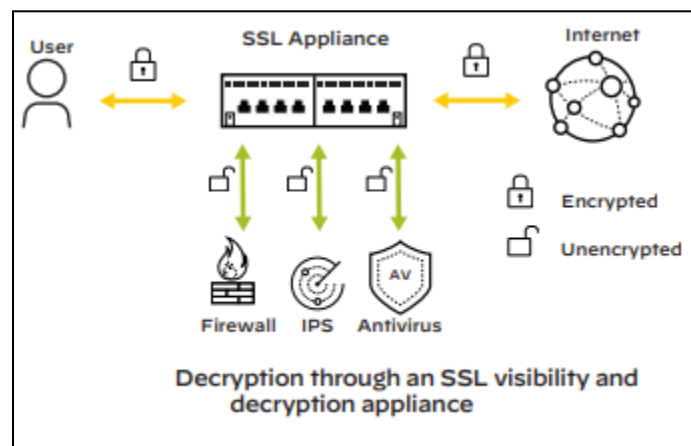 User
SSL Appliance
Internet
Encrypted
Unencrypted
AV
Firewall
IPS
Antivirus
Decryption through an SSL visibility and
decryption appliance